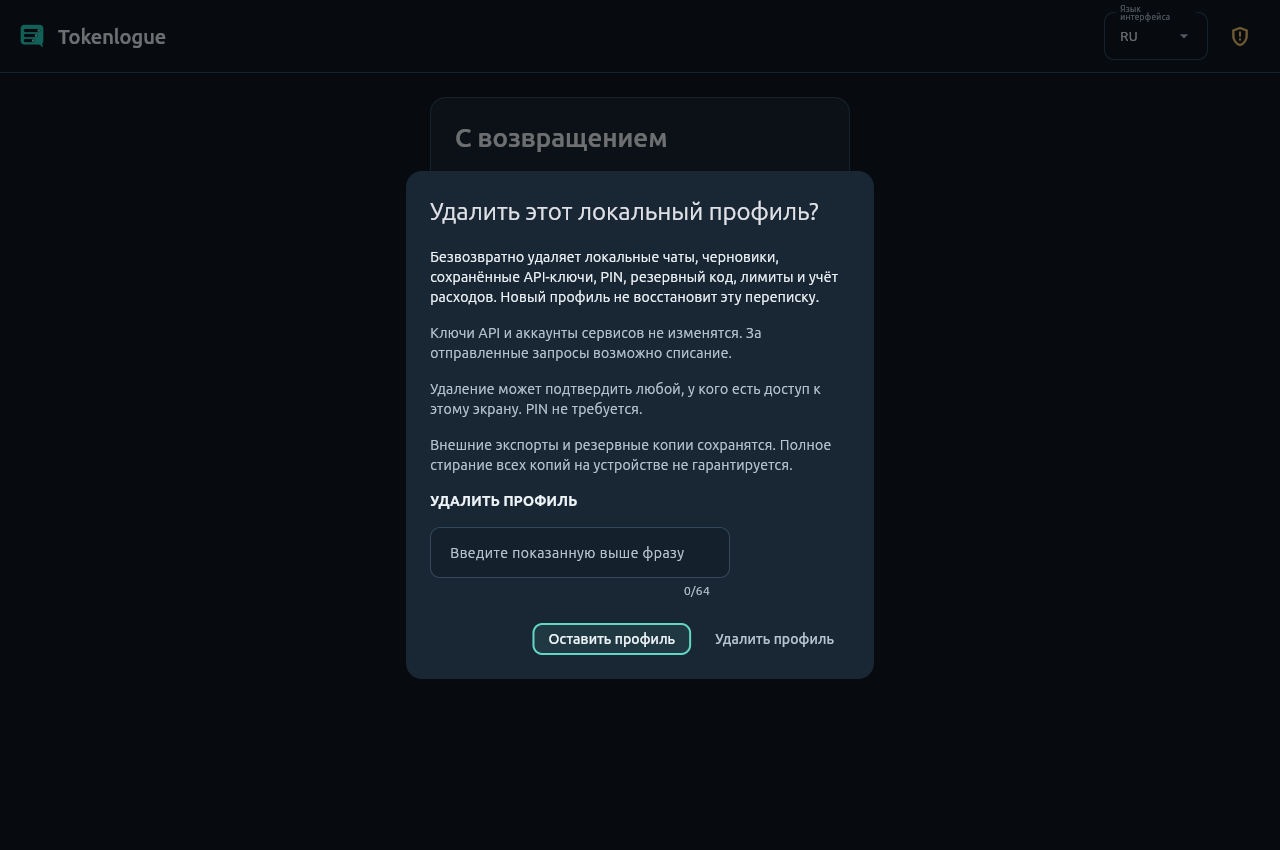 Tokenlogue
Язык
интерфейса
RU
С возвращением
Удалить этот локальный профиль?
Безвозвратно удаляет локальные чаты, черновики,
сохранённые API-ключи, PIN, резервный код, лимиты и учёт
расходов. Новый профиль не восстановит эту переписку.
Ключи API и аккаунты сервисов не изменятся. За
отправленные запросы возможно списание.
Удаление может подтвердить любой, у кого есть доступ к
этому экрану. PIN не требуется.
Внешние экспорты и резервные копии сохранятся. Полное
стирание всех копий на устройстве не гарантируется.
УДАЛИТЬ ПРОФИЛЬ
Введите показанную выше фразу
0/64
Оставить профиль
Удалить профиль